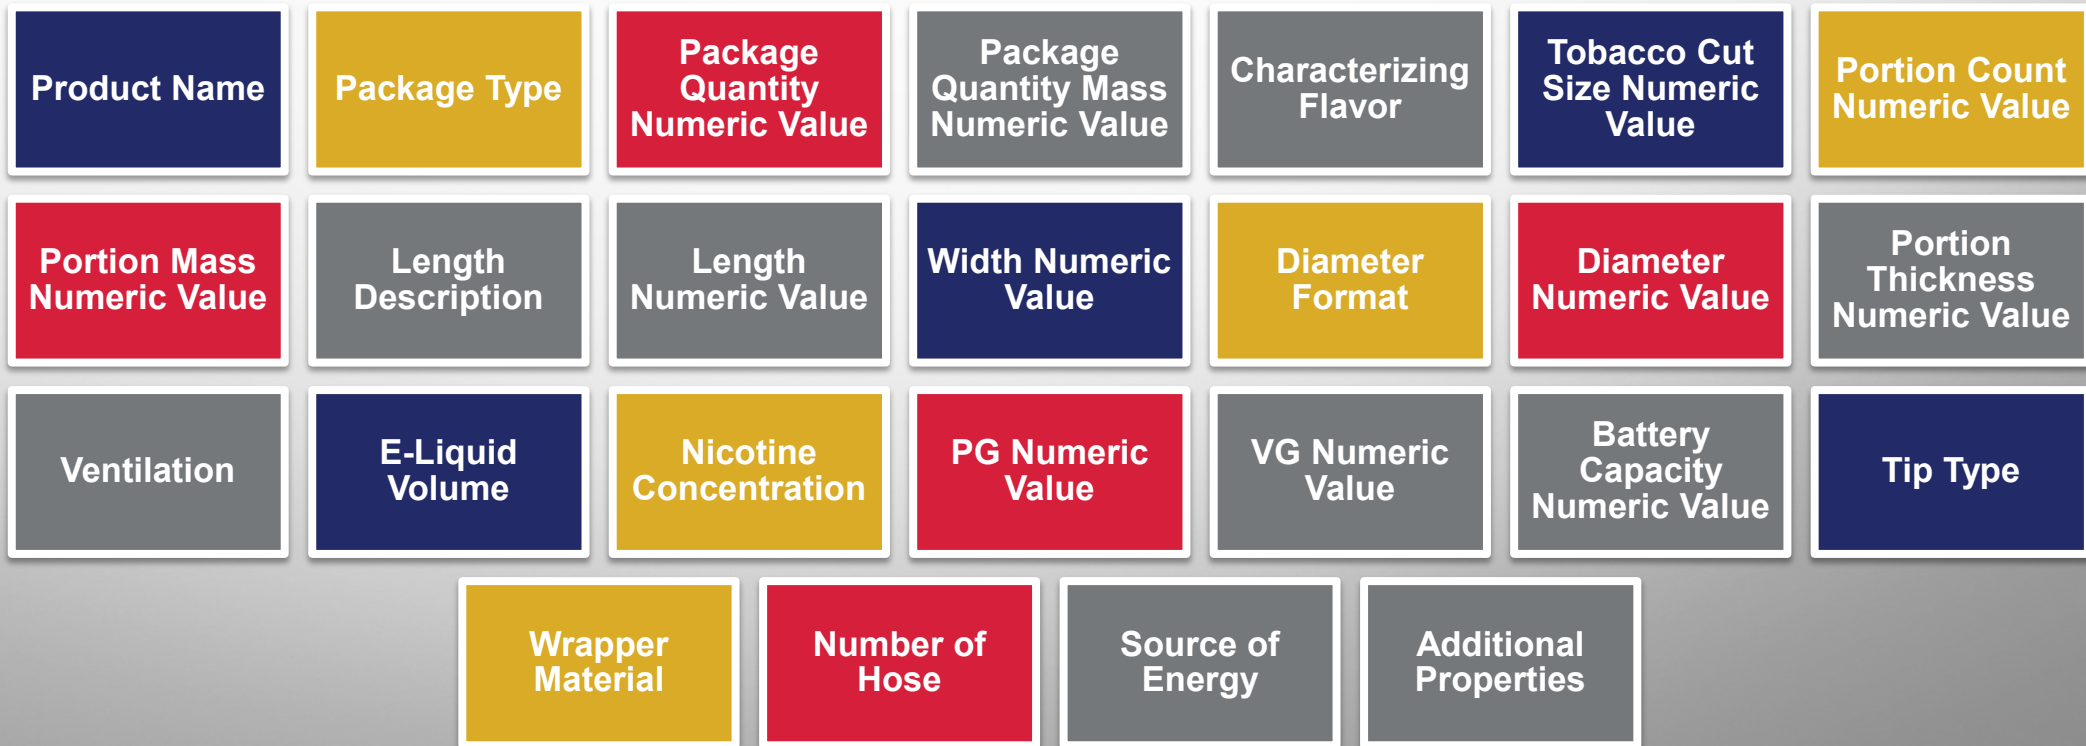 Product Name
Package Type
Package
Quantity
Numeric Value
Package
Quantity Mass
Numeric Value
Characterizing
Flavor
Tobacco Cut
Size Numeric
Value
Portion Count
Numeric Value
Portion Mass
Numeric Value
Length
Description
Length
Numeric Value
Width Numeric
Value
Diameter
Format
Diameter
Numeric Value
Portion
Thickness
Numeric Value
Ventilation
E-Liquid
Volume
Nicotine
Concentration
PG Numeric
Value
VG Numeric
Value
Battery
Capacity
Numeric Value
Tip Type
Wrapper
Material
Number of
Hose
Source of
Energy
Additional
Properties